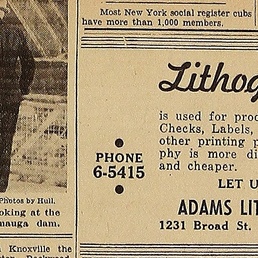 Most New York social register cubs
have more than 1,000 members.
Lithog
is used for proc
Checks, Labels,
other printing p
phy is more di
and cheaper.
PHONE
6-5415
LET U
ADAMS LIT
1231 Broad St.
Photos by Hull.
oking at the
mauga dam.
Knoxville the